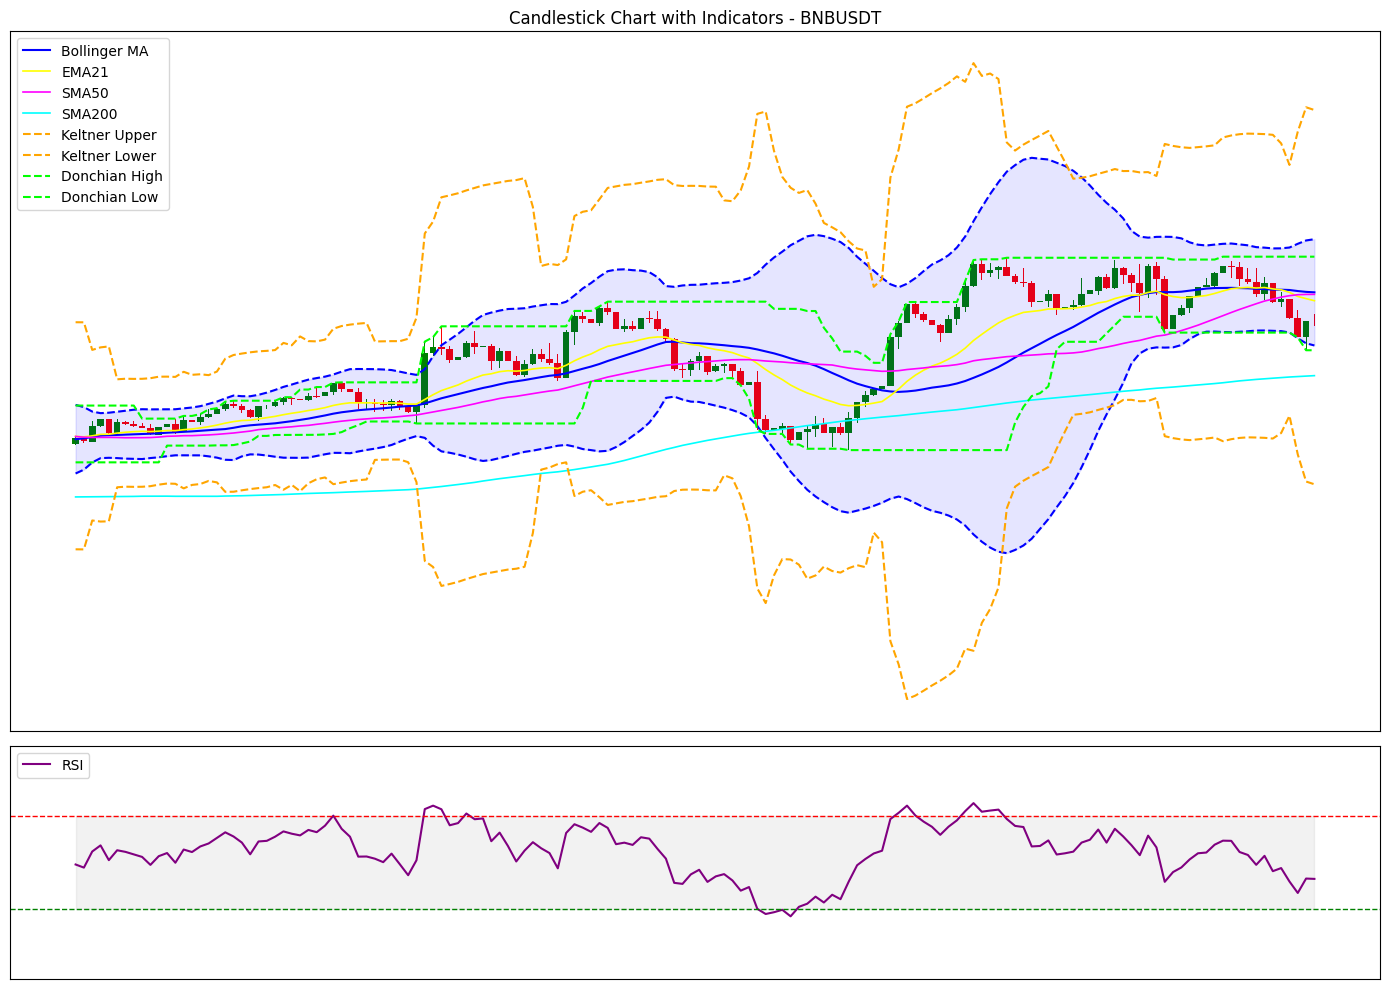 Candlestick Chart with Indicators - BNBUSDT
Bollinger MA
EMA21
SMA50
SMA200
Keltner Upper
Keltner Lower
Donchian High
Donchian Low
RSI